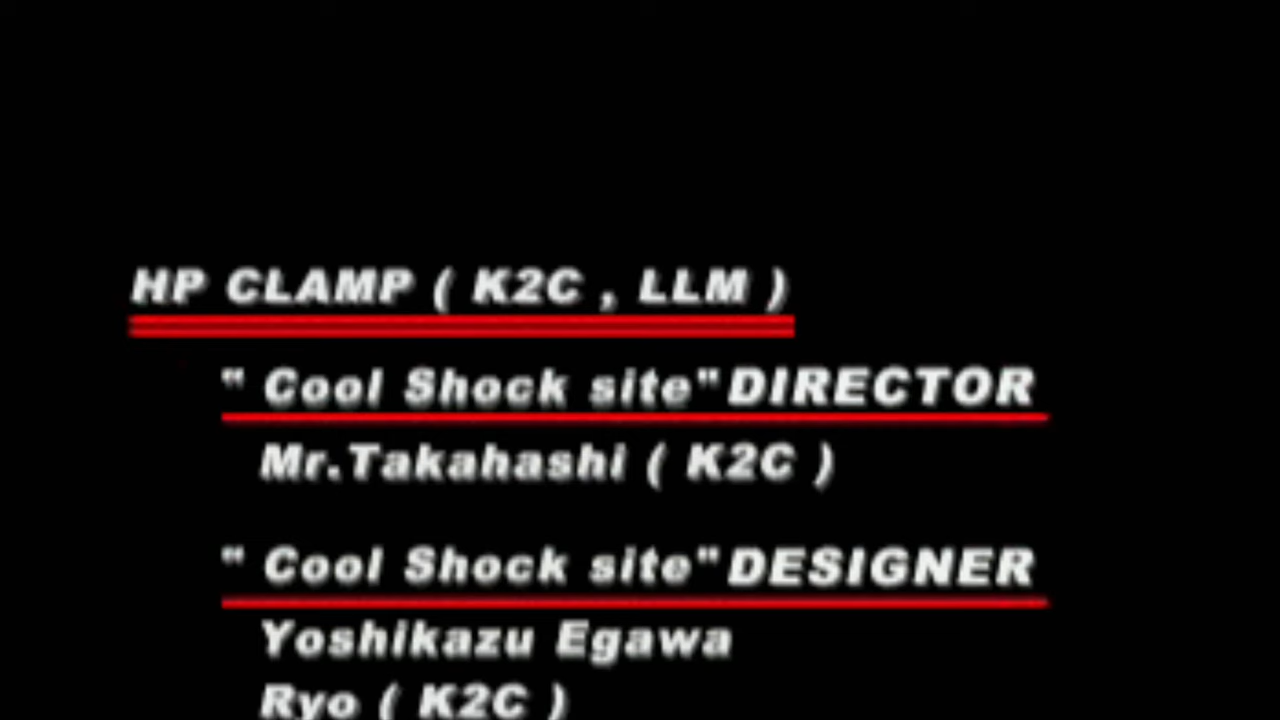 HP CLAMP ( K2C , LLM )
" Cool Shock site"DIRECTOR
Mr.Takahashi ( K2C )
" Cool Shock site"DESIGNER
Yoshikazu Egawa
Ryo ( K2C )